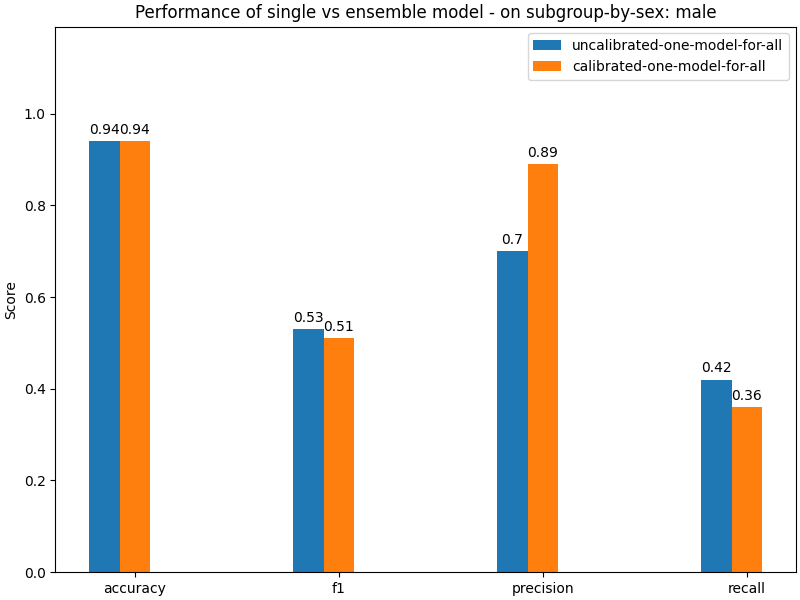 Performance of single vs ensemble model - on subgroup-by-sex: male
uncalibrated-one-model-for-all
calibrated-one-model-for-all
Score
1.0
0.8
0.6
0.4
0.2
0.0
0.94 0.94
0.53 0.51
0.7 0.89
0.42 0.36
accuracy f1 precision recall